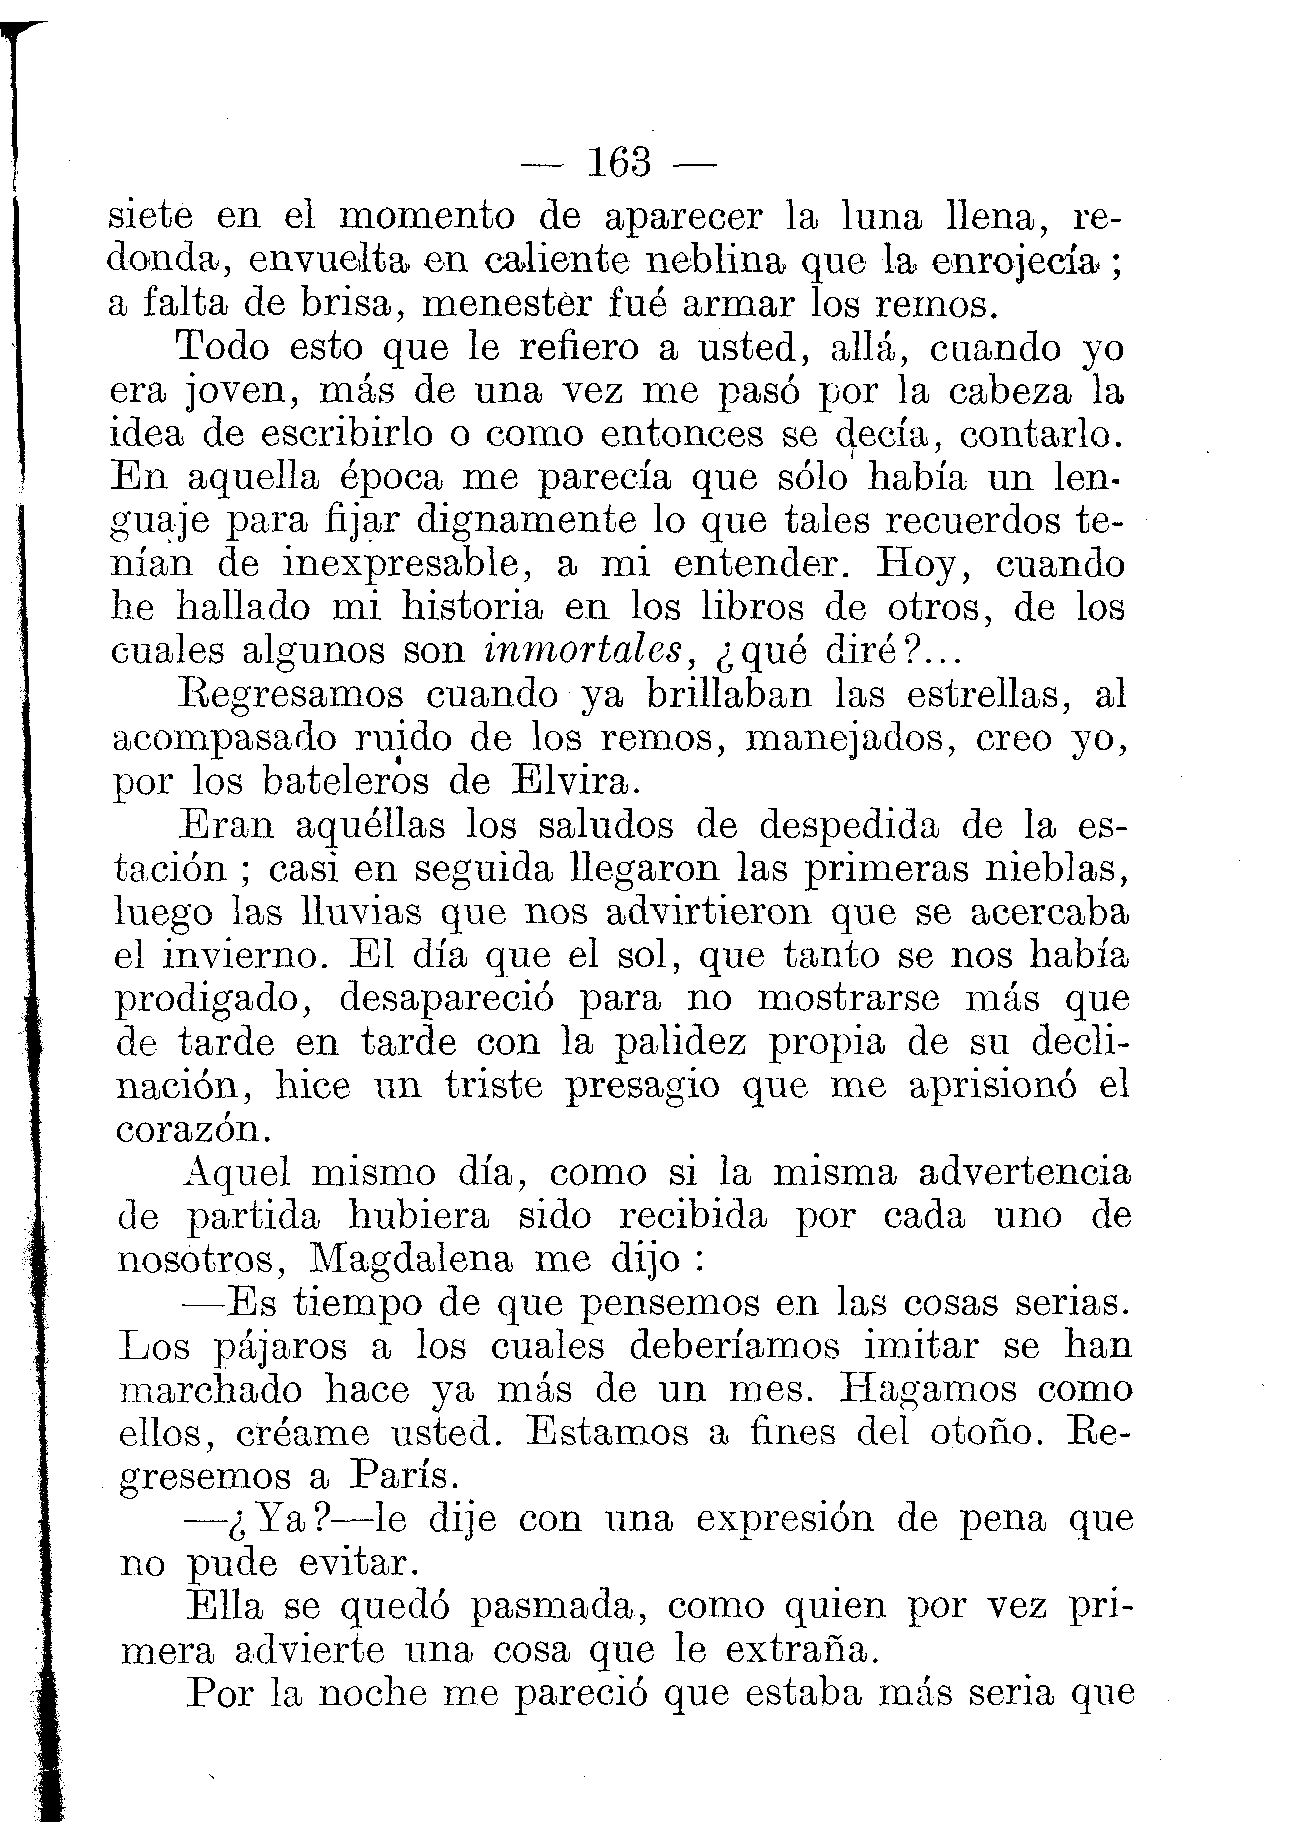 — 163 —
siete en el momento de aparecer la luna llena, re-
donda, envuelta en caliente neblina que la enrojecía ;
a falta de brisa, menester fué armar los remos.
Todo esto que le refiero a usted, allá, cuando yo
era joven, más de una vez me pasó por la cabeza la
idea de escribirlo o como entonces se decía, contarlo.
En aquella época me parecía que sólo había un len-
guaje para fijar dignamente lo que tales recuerdos te-
nían de inexpresable, a mi entender. Hoy, cuando
he hallado mi historia en los libros de otros, de los
cuales algunos son inmortales, ¿qué diré?...
Regresamos cuando ya brillaban las estrellas, al
acompasado ruido de los remos, manejados, creo yo,
por los bateleros de Elvira.
Eran aquéllas los saludos de despedida de la es-
tación ; casi en seguida llegaron las primeras nieblas,
luego las lluvias que nos advirtieron que se acercaba
el invierno. El día que el sol, que tanto se nos había
prodigado, desapareció para no mostrarse más que
de tarde en tarde con la palidez propia de su decli-
nación, hice un triste presagio que me aprisionó el
corazón.
Aquel mismo día, como si la misma advertencia
de partida hubiera sido recibida por cada uno de
nosotros, Magdalena me dijo :
—Es tiempo de que pensemos en las cosas serias.
Los pájaros a los cuales deberíamos imitar se han
marchado hace ya más de un mes. Hagamos como
ellos, créame usted. Estamos a fines del otoño. Re-
gresemos a París.
—¿Ya?—le dije con una expresión de pena que
no pude evitar.
Ella se quedó pasmada, como quien por vez pri-
mera advierte una cosa que le extraña.
Por la noche me pareció que estaba más seria que